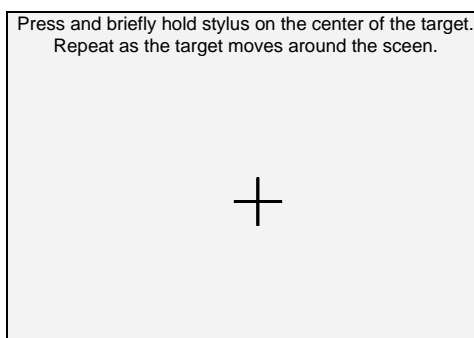 Press and briefly hold stylus on the center of the target.
Repeat as the target moves around the sceen.